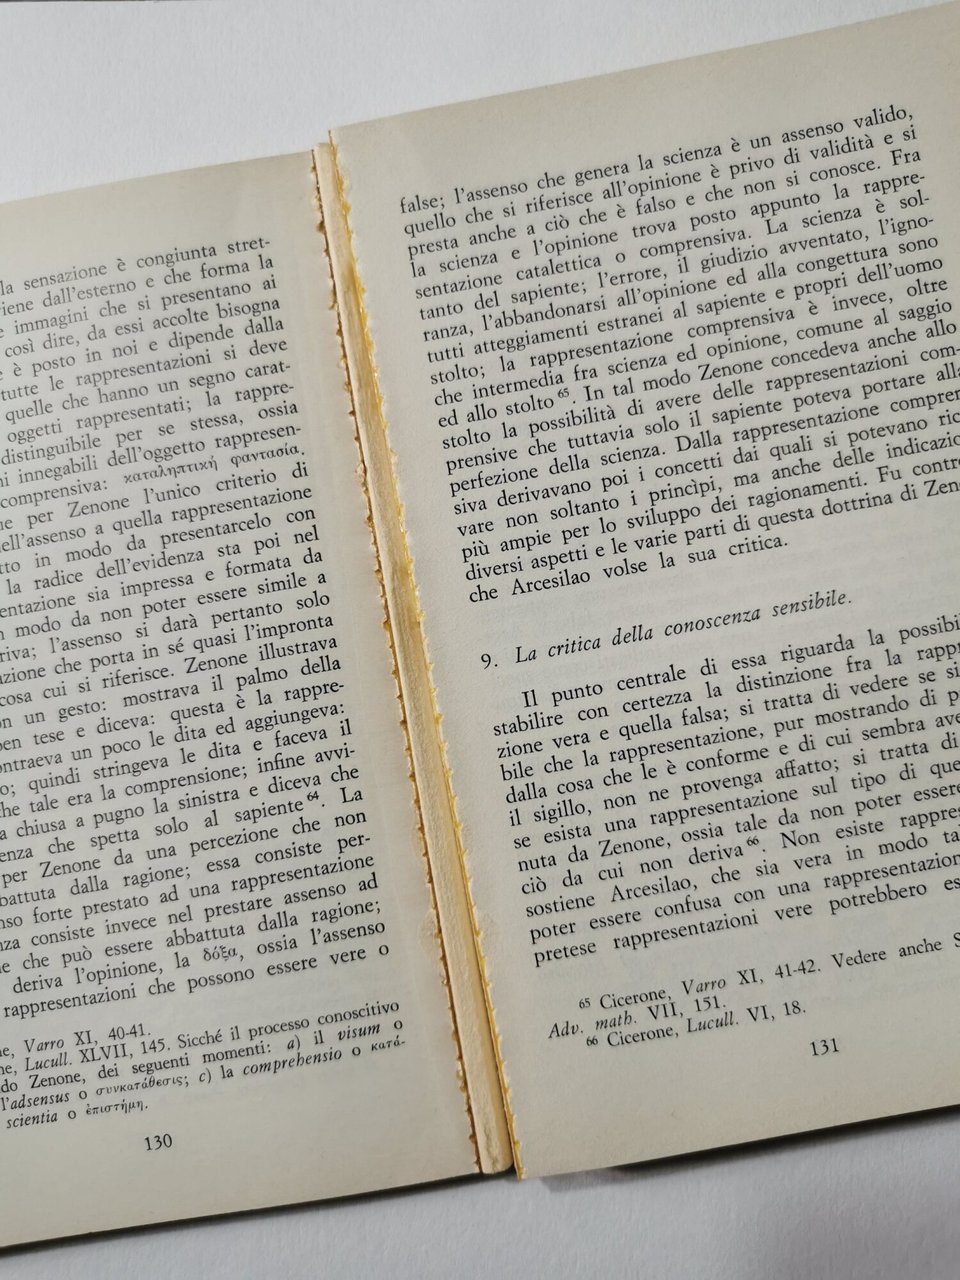 la sensazione è congiunta stret-
iene dall'esterno e che forma la
e immagini che si presentano ai
così dire, da essi accolte bisogna
è posto in noi e dipende dalla
tutte le rappresentazioni si deve
quelle che hanno un segno carat-
oggetti rappresentati; la rappre-
distinguibile per se stessa, ossia
ni innegabili dell'oggetto rappresen-
comprensiva: καταληπτικὴ φαντασία.
ne per Zenone l'unico criterio di
dell'assenso a quella rappresentazione
tto in modo da presentarcelo con
la radice dell'evidenza sta poi nel
entazione sia impressa e formata da
n modo da non poter essere simile a
riva; l'assenso si darà pertanto solo
azione che porta in sé quasi l'impronta
cosa cui si riferisce. Zenone illustrava
on un gesto: mostrava il palmo della
ben tese e diceva: questa è la rappre-
ontraeva un poco le dita ed aggiungeva:
o; quindi stringeva le dita e faceva il
he tale era la comprensione; infine avvi-
a chiusa a pugno la sinistra e diceva che
enza che spetta solo al sapiente⁶⁴. La
per Zenone da una percezione che non
battuta dalla ragione; essa consiste per-
nso forte prestato ad una rappresentazione
nza consiste invece nel prestare assenso ad
ne che può essere abbattuta dalla ragione;
deriva l'opinione, la δόξα, ossia l'assenso
rappresentazioni che possono essere vere o
ne, Varro XI, 40-41.
ne, Lucull. XLVII, 145. Sicché il processo conoscitivo
do Zenone, dei seguenti momenti: a) il visum o
l'adsensus o συνκατάθεσις; c) la comprehensio o κατά-
scientia o ἐπιστήμη.
130
false; l'assenso che genera la scienza è un assenso valido,
quello che si riferisce all'opinione è privo di validità e si
presta anche a ciò che è falso e che non si conosce. Fra
la scienza e l'opinione trova posto appunto la rappre-
sentazione catalettica o comprensiva. La scienza è sol-
tanto del sapiente; l'errore, il giudizio avventato, l'igno-
ranza, l'abbandonarsi all'opinione ed alla congettura sono
tutti atteggiamenti estranei al sapiente e propri dell'uomo
stolto; la rappresentazione comprensiva è invece, oltre
che intermedia fra scienza ed opinione, comune al saggio
ed allo stolto⁶⁵. In tal modo Zenone concedeva anche allo
stolto la possibilità di avere delle rappresentazioni com-
prensive che tuttavia solo il sapiente poteva portare alla
perfezione della scienza. Dalla rappresentazione compren
siva derivavano poi i concetti dai quali si potevano ric
vare non soltanto i princìpi, ma anche delle indicazio
più ampie per lo sviluppo dei ragionamenti. Fu contro
diversi aspetti e le varie parti di questa dottrina di Zeno
che Arcesilao volse la sua critica.
9. La critica della conoscenza sensibile.
Il punto centrale di essa riguarda la possibil
stabilire con certezza la distinzione fra la rappr
zione vera e quella falsa; si tratta di vedere se si
bile che la rappresentazione, pur mostrando di p
dalla cosa che le è conforme e di cui sembra ave
il sigillo, non ne provenga affatto; si tratta di
se esista una rappresentazione sul tipo di que
nuta da Zenone, ossia tale da non poter essere
ciò da cui non deriva⁶⁶. Non esiste rappres
sostiene Arcesilao, che sia vera in modo ta
poter essere confusa con una rappresentazion
pretese rappresentazioni vere potrebbero es
65 Cicerone, Varro XI, 41-42. Vedere anche S
Adv. math. VII, 151.
66 Cicerone, Lucull. VI, 18.
131